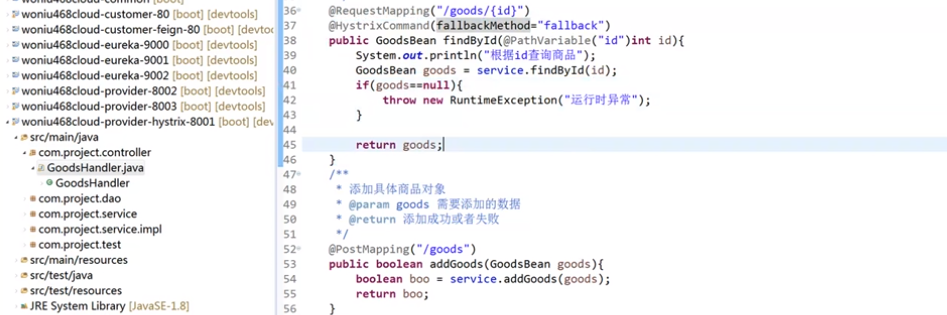 woniu468cloud-common [boot] [devtools]
woniu468cloud-customer-80 [boot] [devtools]
woniu468cloud-customer-feign-80 [boot] [devtools]
woniu468cloud-eureka-9000 [boot] [devtools]
woniu468cloud-eureka-9001 [boot] [devtools]
woniu468cloud-eureka-9002 [boot] [devtools]
woniu468cloud-provider-8002 [boot] [devtools]
woniu468cloud-provider-8003 [boot] [devtools]
woniu468cloud-provider-hystrix-8001 [boot] [dev
src/main/java
com.project.controller
GoodsHandler.java
GoodsHandler
com.project.dao
com.project.service
com.project.service.impl
com.project.test
src/main/resources
src/test/java
src/test/resources
JRE System Library [JavaSE-1.8]
36 @RequestMapping("/goods/{id}")
37 @HystrixCommand(fallbackMethod="fallback")
38 public GoodsBean findById(@PathVariable("id")int id){
39 System.out.println("根据id查询商品");
40 GoodsBean goods = service.findById(id);
41 if(goods==null){
42 throw new RuntimeException("运行时异常");
43 }
44
45 return goods;
46 }
47 /**
48 * 添加具体商品对象
49 * @param goods 需要添加的数据
50 * @return 添加成功或者失败
51 */
52 @PostMapping("/goods")
53 public boolean addGoods(GoodsBean goods){
54 boolean boo = service.addGoods(goods);
55 return boo;
56 }